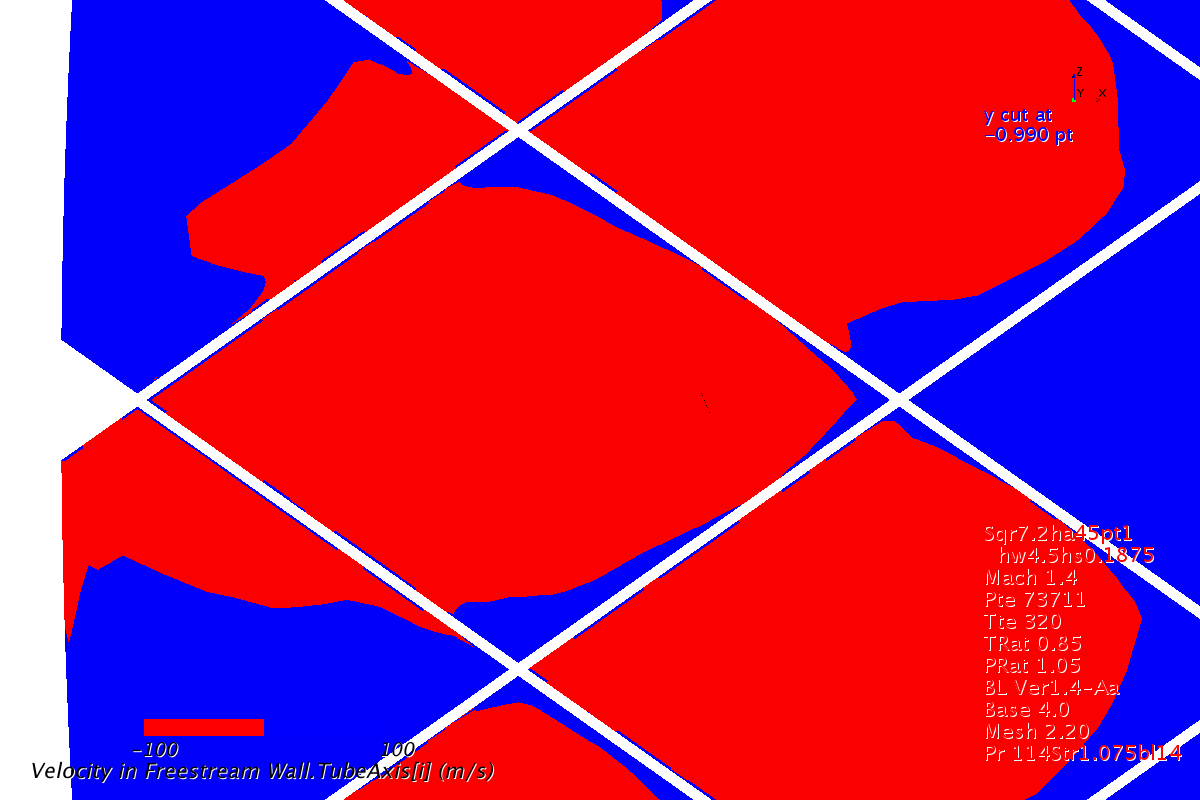 Z
Y X
y cut at
-0.990 pt
Sqr7.2ha45pt1
hw4.5hs0.1875
Mach 1.4
Pte 73711
Tte 320
TRat 0.85
PRat 1.05
BL Ver1.4-Aa
Base 4.0
Mesh 2.20
Pr 114Str1.075bl14
-100 100
Velocity in Freestream Wall.TubeAxis[i] (m/s)